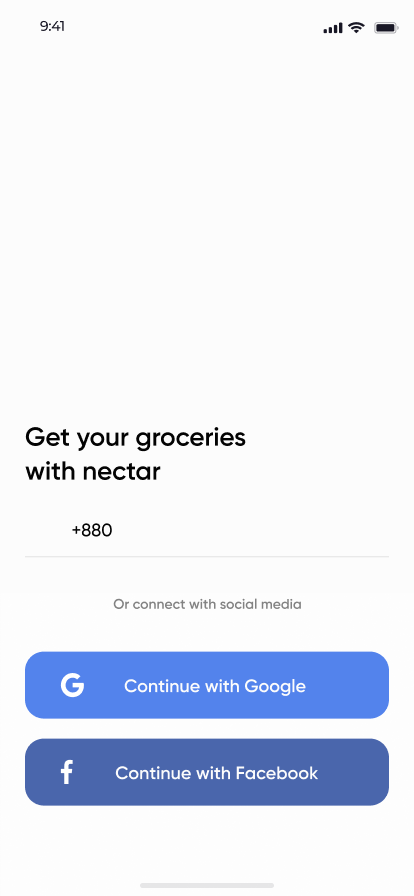 9:41
Get your groceries
with nectar
+880
Or connect with social media
Continue with Google
Continue with Facebook